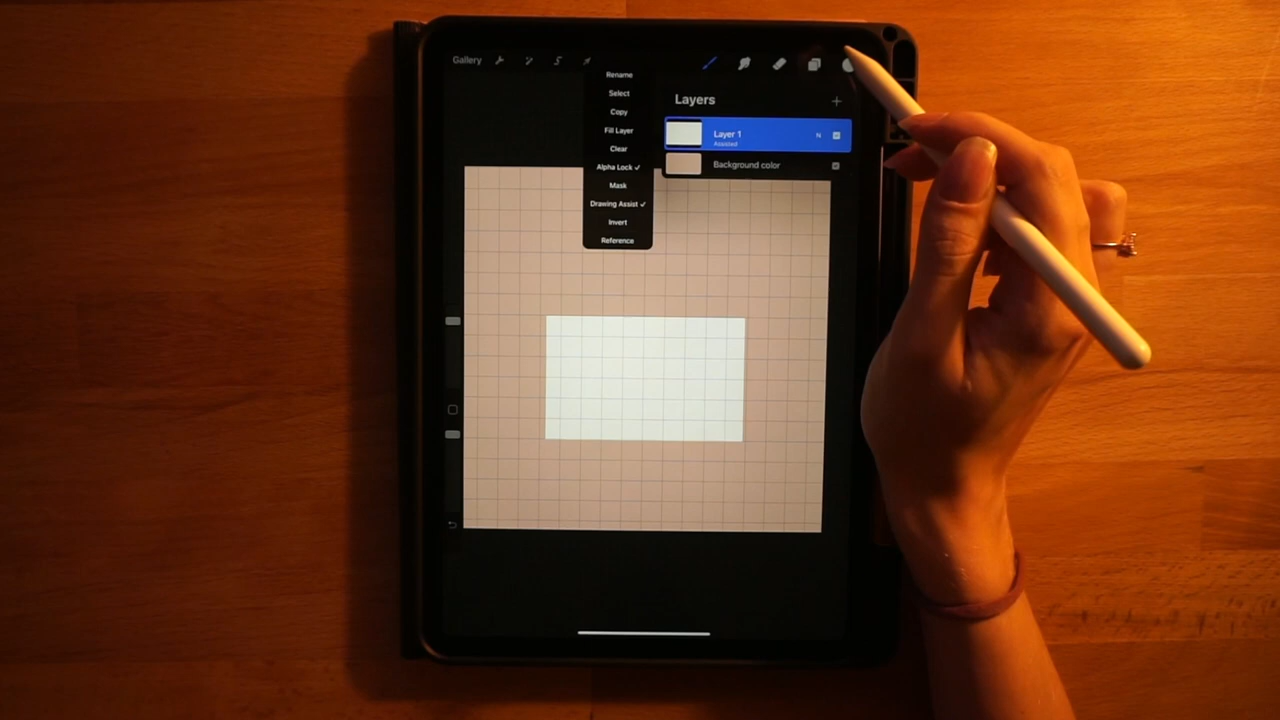 Gallery
Rename
Select
Copy
Fill Layer
Clear
Alpha Lock ✓
Mask
Drawing Assist ✓
Invert
Reference
Layers
Layer 1
N
Assisted
Background color